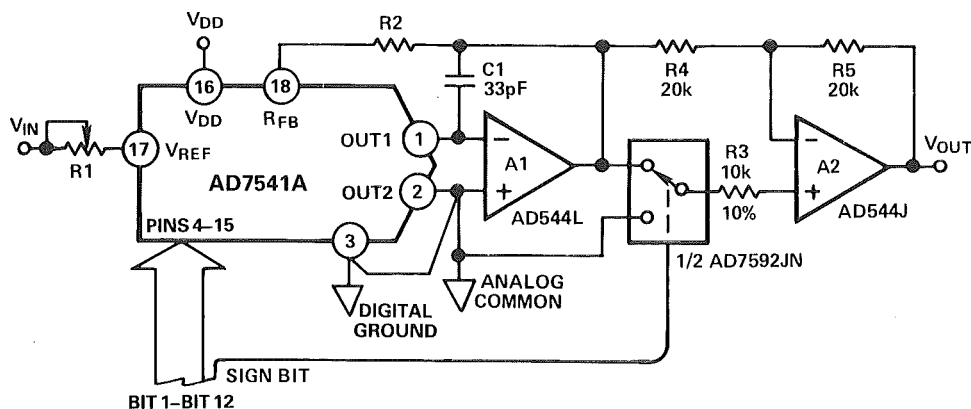 VDD
R2
R4
20k
R5
20k
16
VDD
18
RFB
C1
33pF
VIN
R1
17
VREF
OUT1
1
OUT2
2
AD7541A
PINS 4–15
3
−
+
A1
AD544L
R3
10k
10%
−
+
A2
AD544J
VOUT
1/2 AD7592JN
DIGITAL
GROUND
ANALOG
COMMON
SIGN BIT
BIT 1–BIT 12